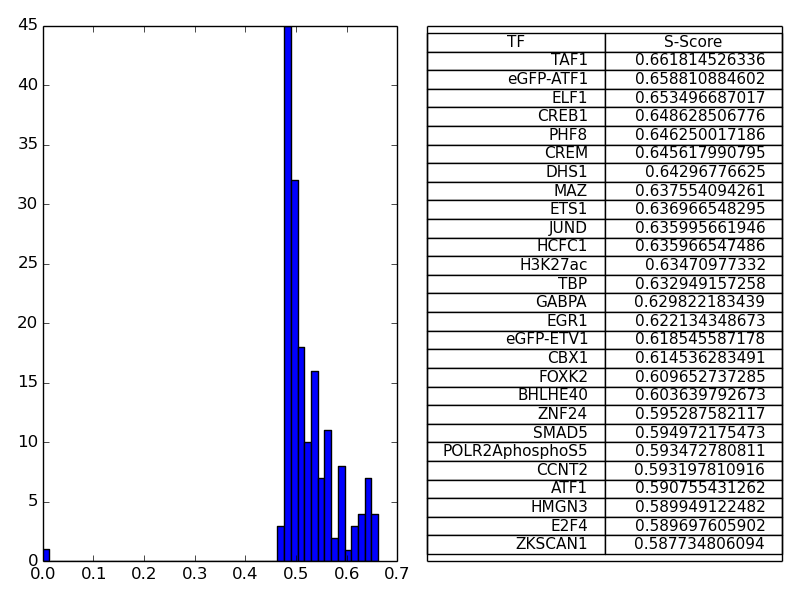 45
40
35
30
25
20
15
10
5
0
0.0 0.1 0.2 0.3 0.4 0.5 0.6 0.7
TF S-Score
TAF1 0.661814526336
eGFP-ATF1 0.658810884602
ELF1 0.653496687017
CREB1 0.648628506776
PHF8 0.646250017186
CREM 0.645617990795
DHS1 0.64296776625
MAZ 0.637554094261
ETS1 0.636966548295
JUND 0.635995661946
HCFC1 0.635966547486
H3K27ac 0.63470977332
TBP 0.632949157258
GABPA 0.629822183439
EGR1 0.622134348673
eGFP-ETV1 0.618545587178
CBX1 0.614536283491
FOXK2 0.609652737285
BHLHE40 0.603639792673
ZNF24 0.595287582117
SMAD5 0.594972175473
POLR2AphosphoS5 0.593472780811
CCNT2 0.593197810916
ATF1 0.590755431262
HMGN3 0.589949122482
E2F4 0.589697605902
ZKSCAN1 0.587734806094